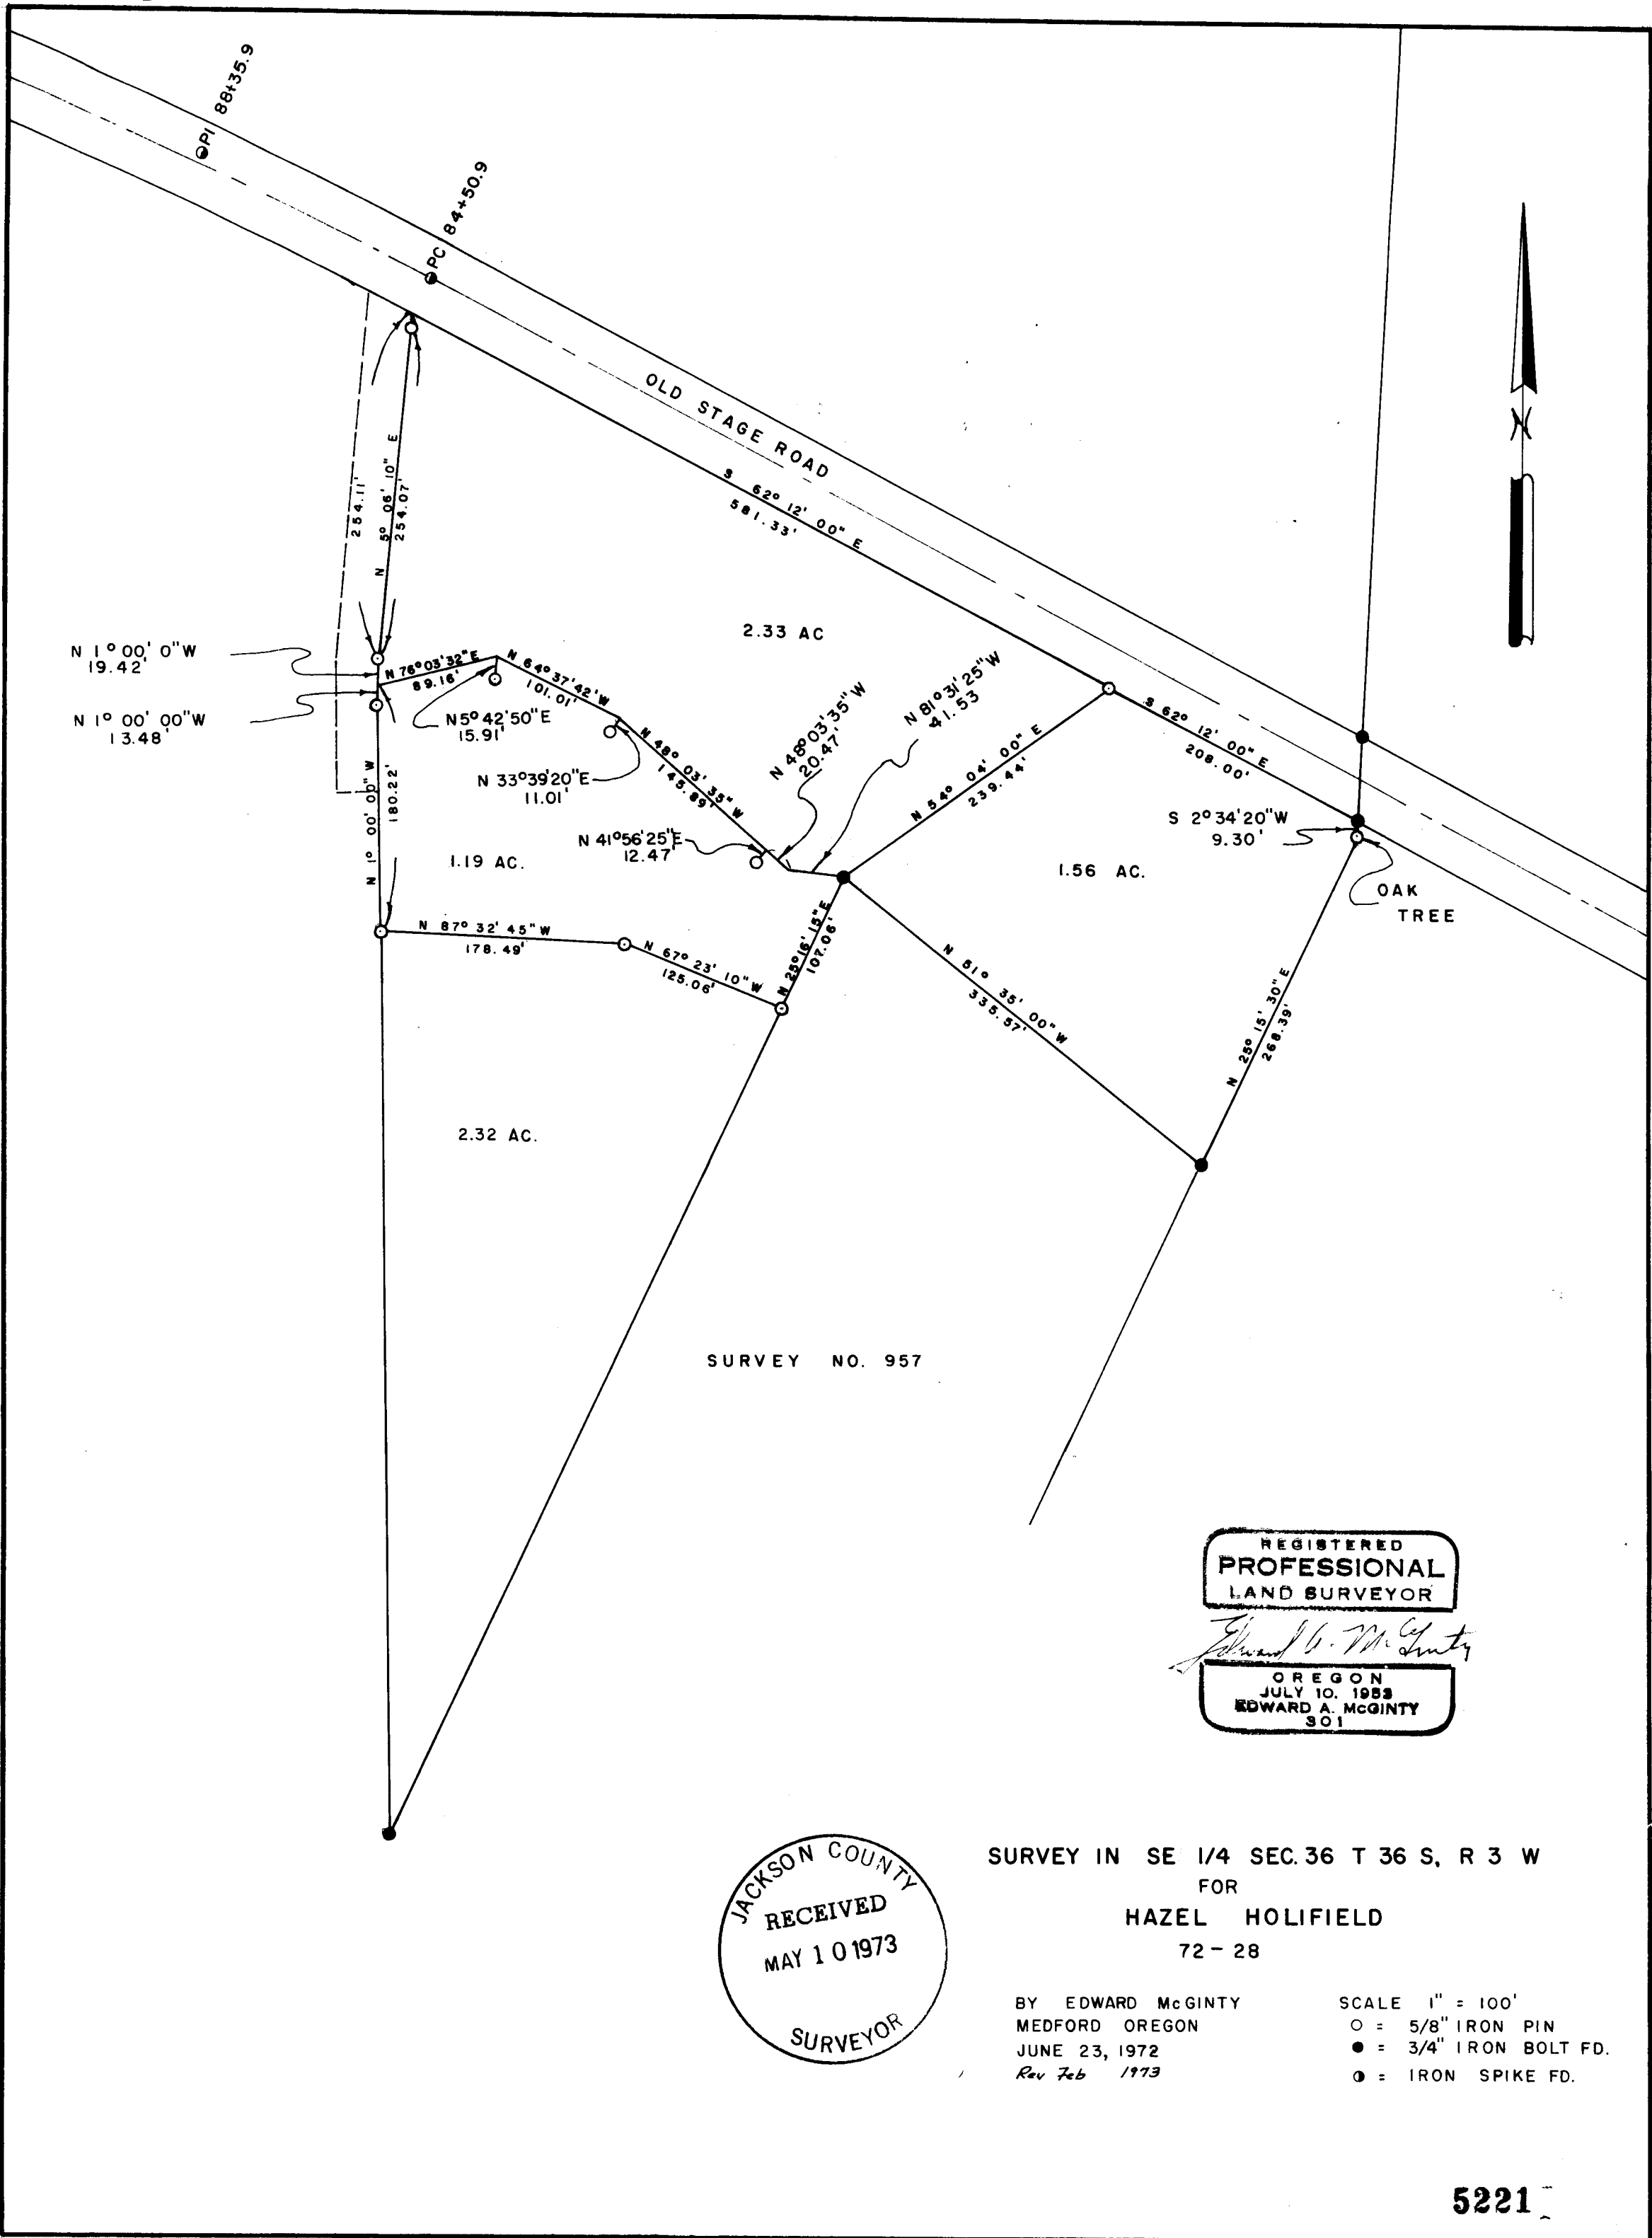 PI 88+35.9
PC 84+50.9
OLD STAGE ROAD
S 62° 12' 00" E
581.33'
254.11'
N 5° 06' 10" E
254.07'
2.33 AC
N 1° 00' 0"W
19.42'
N 1° 00' 00"W
13.48'
N 76°03'32"E
89.16'
N 64°37'42"W
101.01'
N5°42'50"E
15.91'
N 33°39'20"E
11.01'
N 48° 03' 35" W
145.89'
N 48°03'35"W
20.47'
N 81°31'25"W
41.53
N 54° 04' 00" E
239.44'
S 62° 12' 00" E
208.00'
S 2°34'20"W
9.30'
OAK
TREE
N 41°56'25"E
12.47'
N 1° 00' 00" W
180.22'
1.19 AC.
1.56 AC.
N 87° 32' 45" W
178.49'
N 67° 23' 10" W
125.06'
N 25°16' 15"E
107.06'
N 51° 35' 00" W
335.57'
N 25° 15' 30" E
268.39'
2.32 AC.
SURVEY NO. 957
REGISTERED
PROFESSIONAL
LAND SURVEYOR
Edward A. McGinty
OREGON
JULY 10, 1953
EDWARD A. McGINTY
301
JACKSON COUNTY
RECEIVED
MAY 10 1973
SURVEYOR
SURVEY IN SE 1/4 SEC. 36 T 36 S, R 3 W
FOR
HAZEL HOLIFIELD
72 - 28
BY EDWARD McGINTY
MEDFORD OREGON
JUNE 23, 1972
Rev Feb 1973
SCALE 1" = 100'
○ = 5/8" IRON PIN
● = 3/4" IRON BOLT FD.
◑ = IRON SPIKE FD.
N
5221